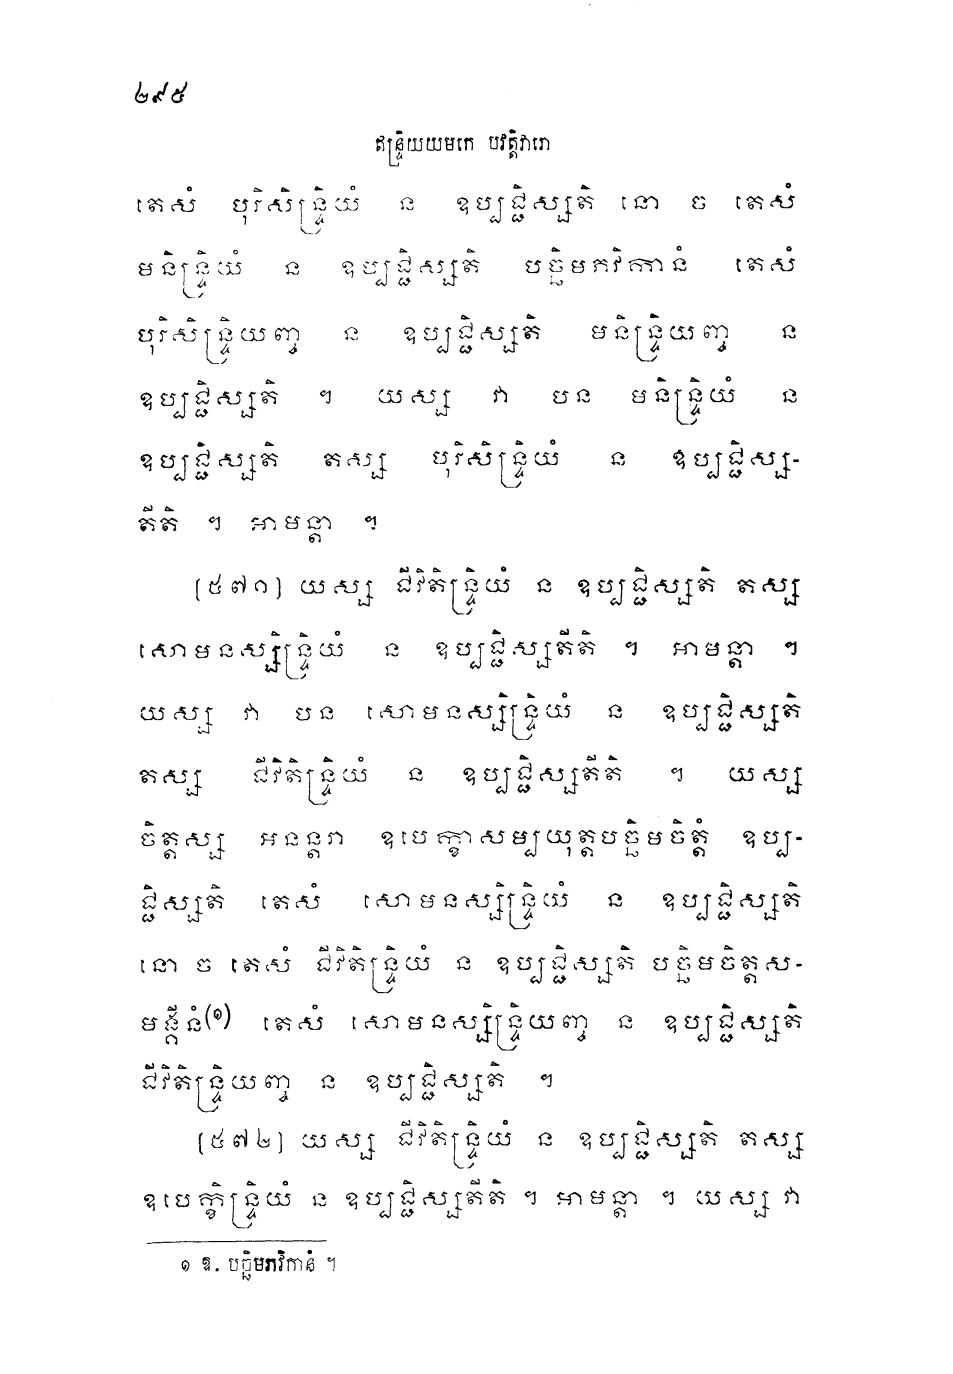 ២៩៥
ឥន្ទ្រិយយមកេ បវត្តិវារោ
តេសំ បុរិសិន្ទ្រិយំ ន ឧប្បជ្ជិស្សតិ នោ ច តេសំ
មនិន្ទ្រិយំ ន ឧប្បជ្ជិស្សតិ បច្ឆិមភវិកានំ តេសំ
បុរិសិន្ទ្រិយញ្ច ន ឧប្បជ្ជិស្សតិ មនិន្ទ្រិយញ្ច ន
ឧប្បជ្ជិស្សតិ ។ យស្ស វា បន មនិន្ទ្រិយំ ន
ឧប្បជ្ជិស្សតិ តស្ស បុរិសិន្ទ្រិយំ ន ឧប្បជ្ជិស្ស-
តីតិ ។ អាមន្តា ។
[៥៧១] យស្ស ជីវិតិន្ទ្រិយំ ន ឧប្បជ្ជិស្សតិ តស្ស
សោមនស្សិន្ទ្រិយំ ន ឧប្បជ្ជិស្សតីតិ ។ អាមន្តា ។
យស្ស វា បន សោមនស្សិន្ទ្រិយំ ន ឧប្បជ្ជិស្សតិ
តស្ស ជីវិតិន្ទ្រិយំ ន ឧប្បជ្ជិស្សតីតិ ។ យស្ស
ចិត្តស្ស អនន្តរា ឧបេក្ខាសម្បយុត្តបច្ឆិមចិត្តំ ឧប្ប-
ជ្ជិស្សតិ តេសំ សោមនស្សិន្ទ្រិយំ ន ឧប្បជ្ជិស្សតិ
នោ ច តេសំ ជីវិតិន្ទ្រិយំ ន ឧប្បជ្ជិស្សតិ បច្ឆិមចិត្តស-
មង្គីនំ(១) តេសំ សោមនស្សិន្ទ្រិយញ្ច ន ឧប្បជ្ជិស្សតិ
ជីវិតិន្ទ្រិយញ្ច ន ឧប្បជ្ជិស្សតិ ។
[៥៧២] យស្ស ជីវិតិន្ទ្រិយំ ន ឧប្បជ្ជិស្សតិ តស្ស
ឧបេក្ខិន្ទ្រិយំ ន ឧប្បជ្ជិស្សតីតិ ។ អាមន្តា ។ យស្ស វា
១ ឱ. បច្ឆិមភវិកានំ ។